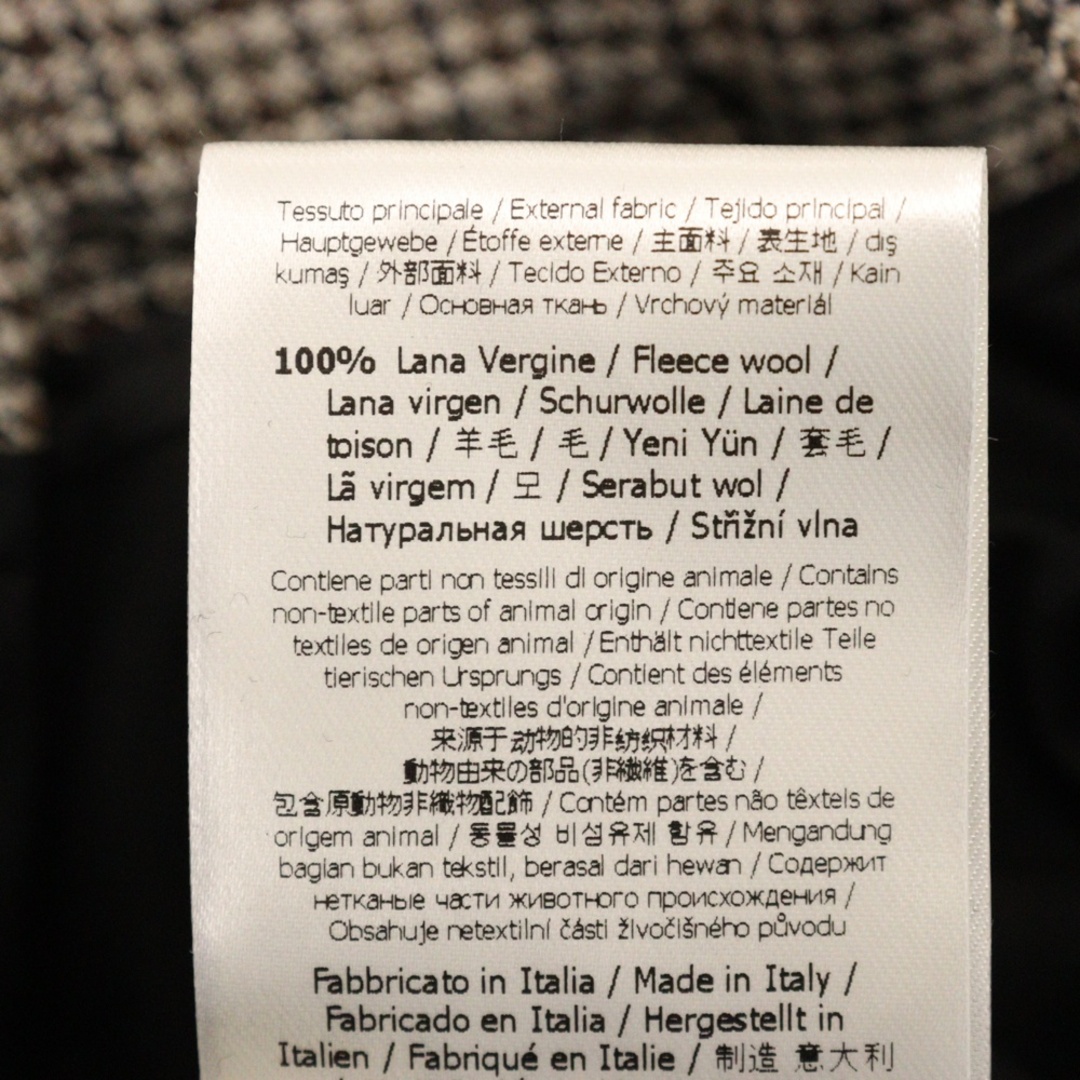 Tessuto principale / External fabric / Tejido principal /
Hauptgewebe / Étoffe externe / 主面料 / 表生地 / dış
kumaş / 外部面料 / Tecido Externo / 주요 소재 / Kain
luar / Основная ткань / Vrchový materiál
100% Lana Vergine / Fleece wool /
Lana virgen / Schurwolle / Laine de
toison / 羊毛 / 毛 / Yeni Yün / 套毛 /
Lã virgem / 모 / Serabut wol /
Натуральная шерсть / Střižní vlna
Contiene parti non tessili di origine animale / Contains
non-textile parts of animal origin / Contiene partes no
textiles de origen animal / Enthält nichttextile Teile
tierischen Ursprungs / Contient des éléments
non-textiles d'origine animale /
来源于动物的非纺织材料 /
動物由来の部品(非繊維)を含む /
包含原動物非織物配飾 / Contém partes não têxteis de
origem animal / 동물성 비섬유제 함유 / Mengandung
bagian bukan tekstil, berasal dari hewan / Содержит
нетканые части животного происхождения /
Obsahuje netextilní části živočišného původu
Fabbricato in Italia / Made in Italy /
Fabricado en Italia / Hergestellt in
Italien / Fabriqué en Italie / 制造 意大利